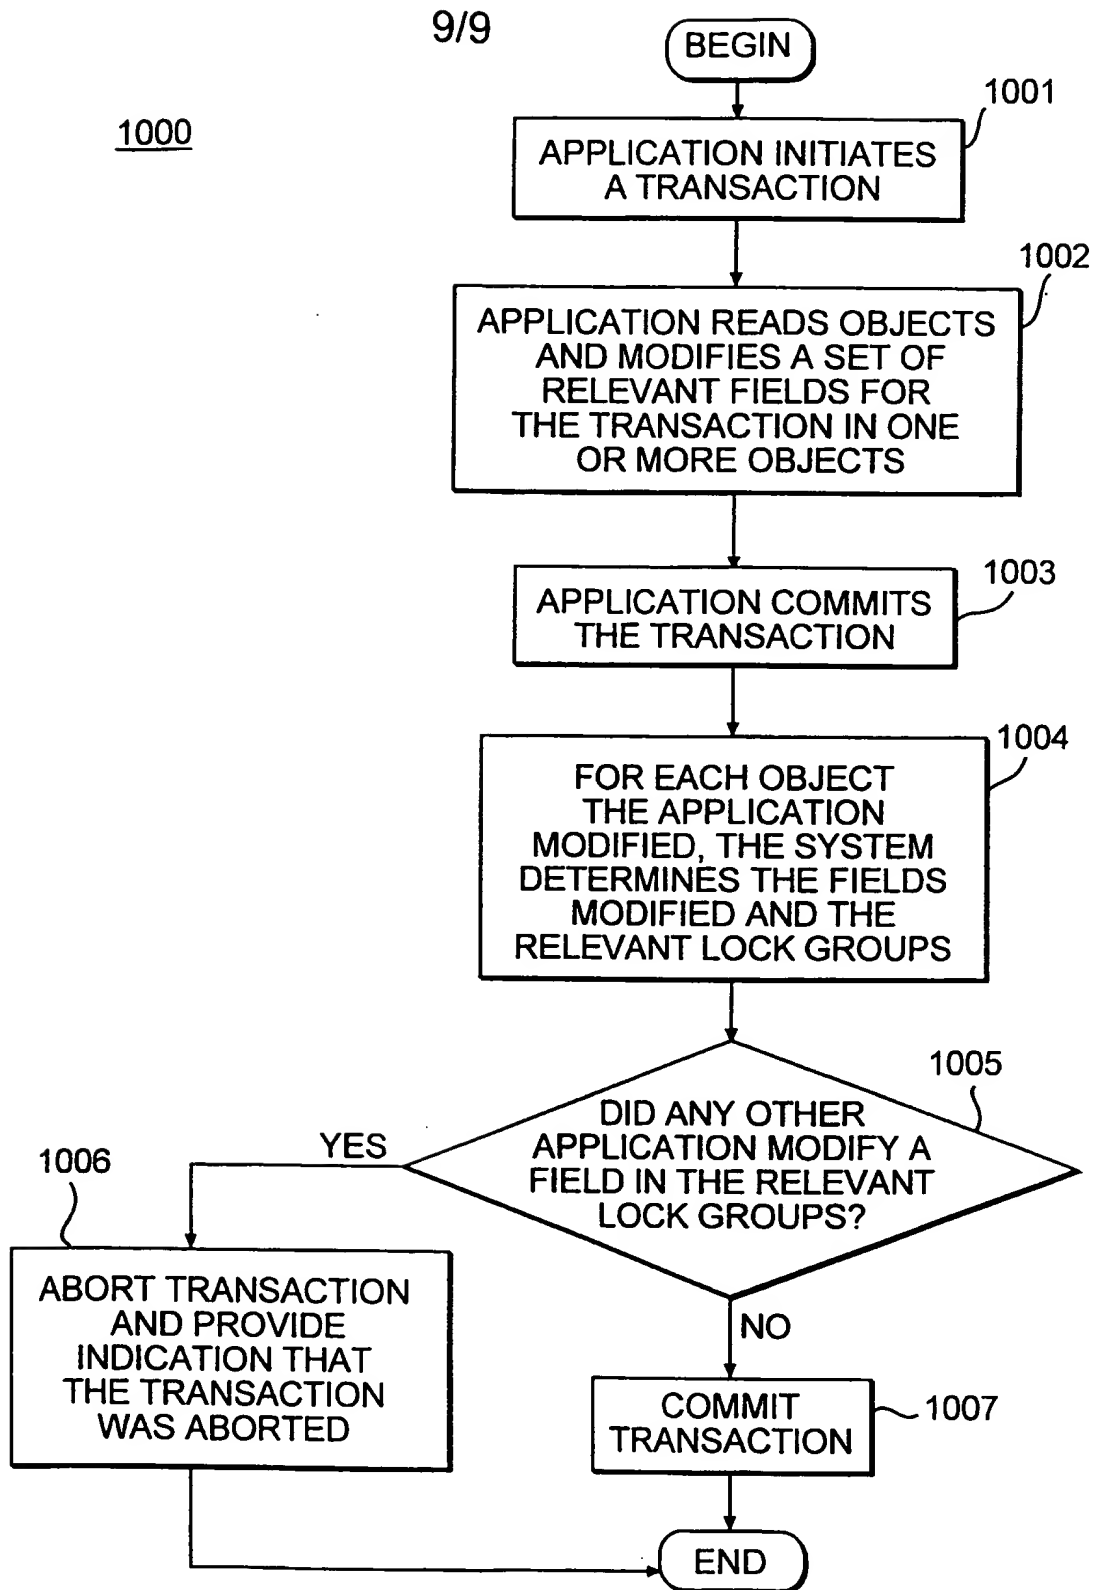 9/9
1000
BEGIN
1001
APPLICATION INITIATES
A TRANSACTION
1002
APPLICATION READS OBJECTS
AND MODIFIES A SET OF
RELEVANT FIELDS FOR
THE TRANSACTION IN ONE
OR MORE OBJECTS
1003
APPLICATION COMMITS
THE TRANSACTION
1004
FOR EACH OBJECT
THE APPLICATION
MODIFIED, THE SYSTEM
DETERMINES THE FIELDS
MODIFIED AND THE
RELEVANT LOCK GROUPS
1005
DID ANY OTHER
APPLICATION MODIFY A
FIELD IN THE RELEVANT
LOCK GROUPS?
YES
1006
ABORT TRANSACTION
AND PROVIDE
INDICATION THAT
THE TRANSACTION
WAS ABORTED
NO
COMMIT
TRANSACTION
1007
END